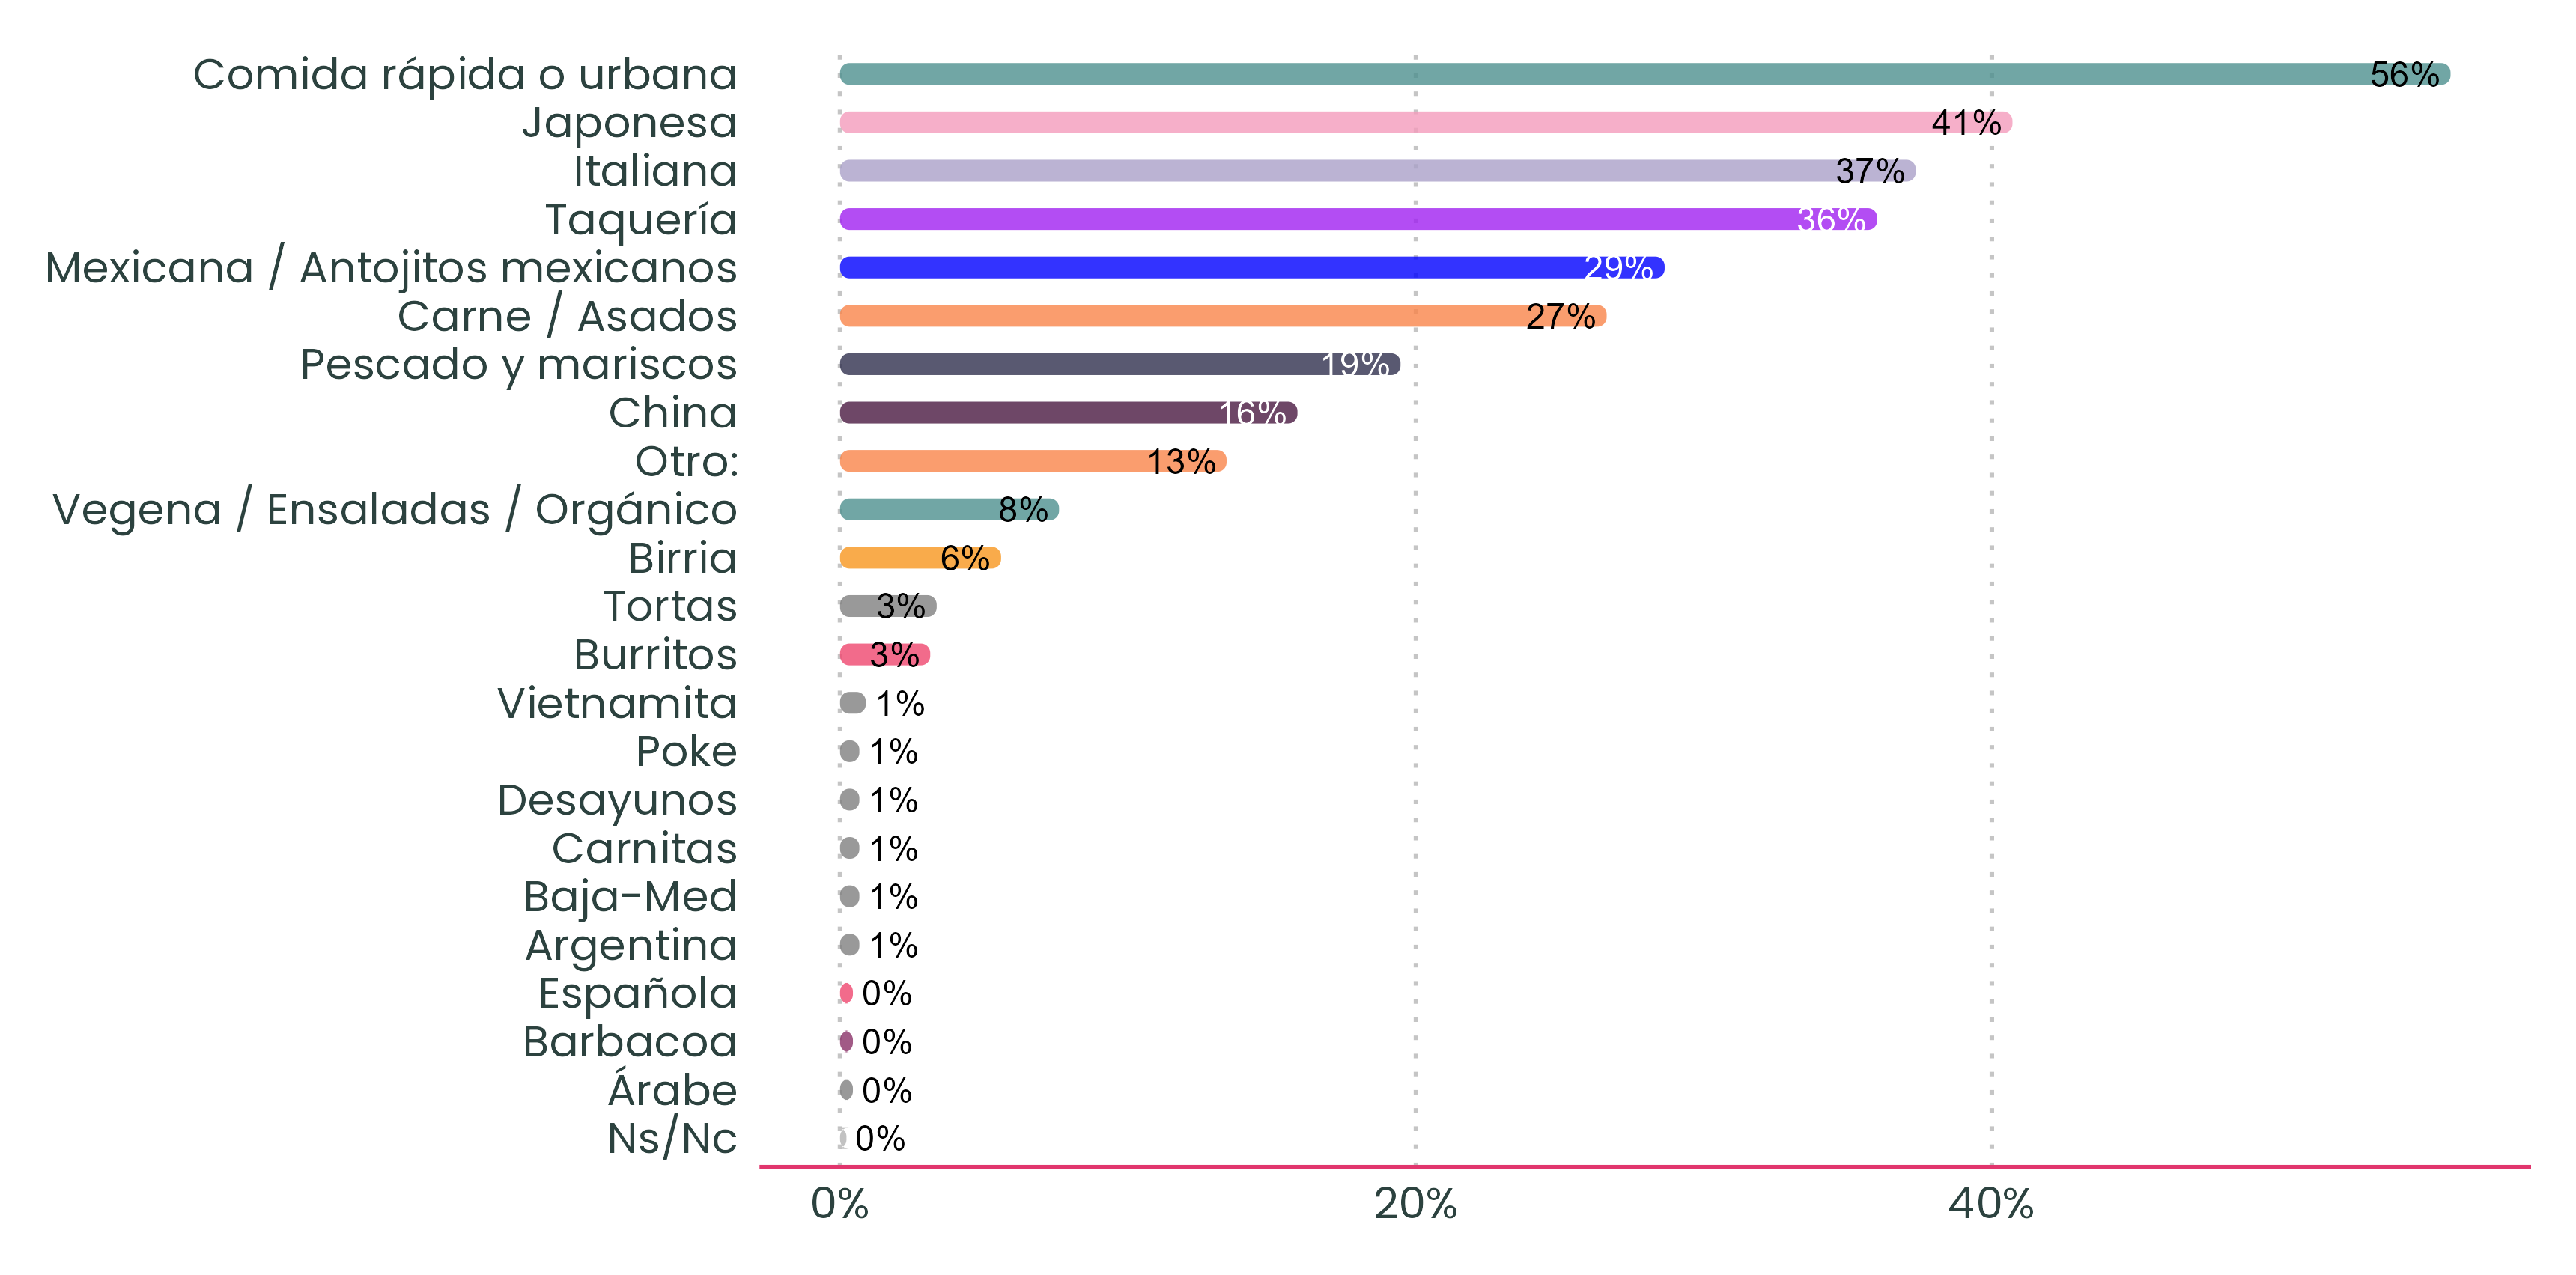 Comida rápida o urbana 56%
Japonesa 41%
Italiana 37%
Taquería 36%
Mexicana / Antojitos mexicanos 29%
Carne / Asados 27%
Pescado y mariscos 19%
China 16%
Otro: 13%
Vegena / Ensaladas / Orgánico 8%
Birria 6%
Tortas 3%
Burritos 3%
Vietnamita 1%
Poke 1%
Desayunos 1%
Carnitas 1%
Baja-Med 1%
Argentina 1%
Española 0%
Barbacoa 0%
Árabe 0%
Ns/Nc 0%
0% 20% 40%